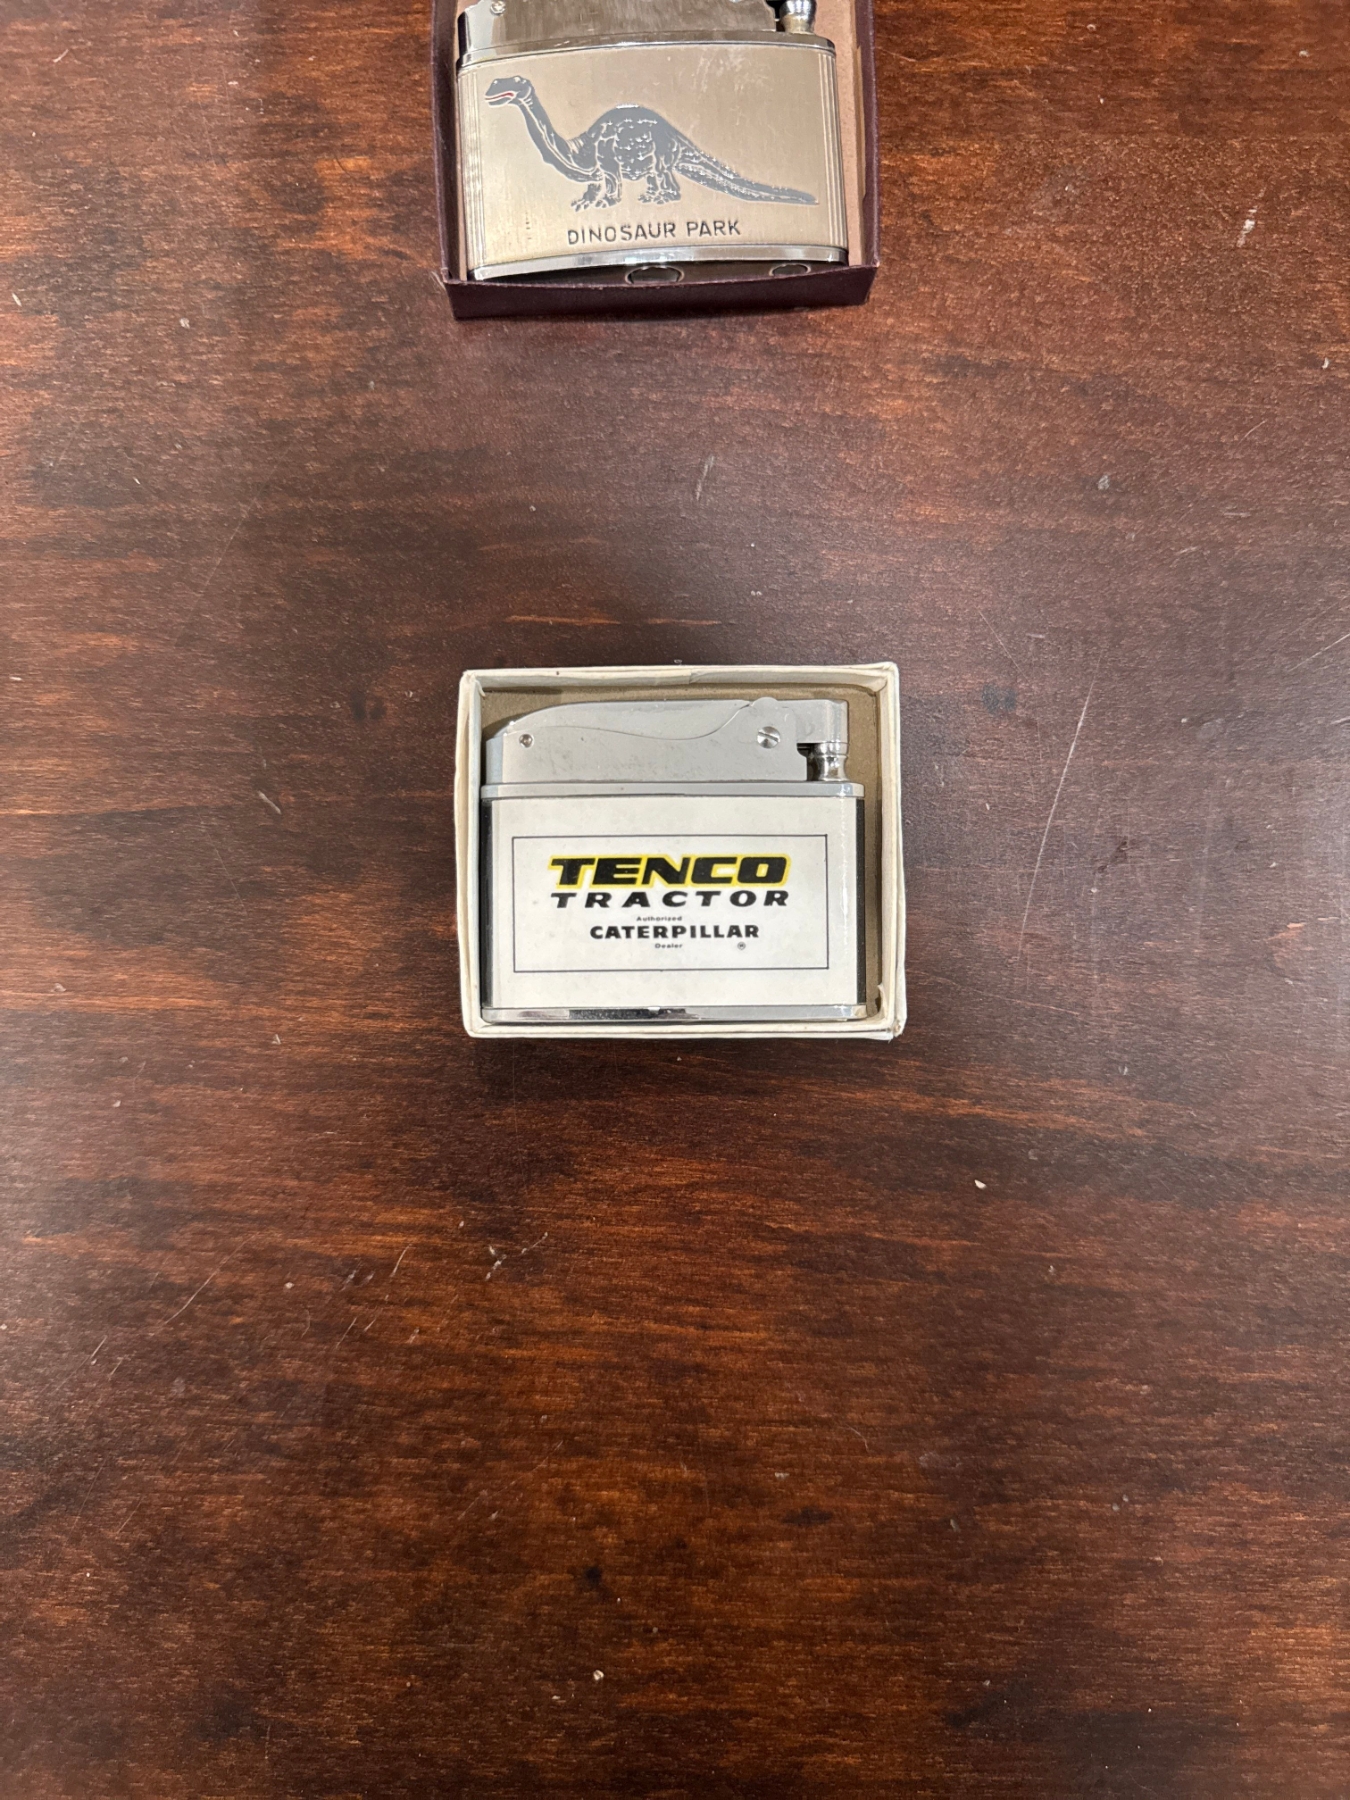 DINOSAUR PARK
TENCO
TRACTOR
Authorized
CATERPILLAR
Dealer ®